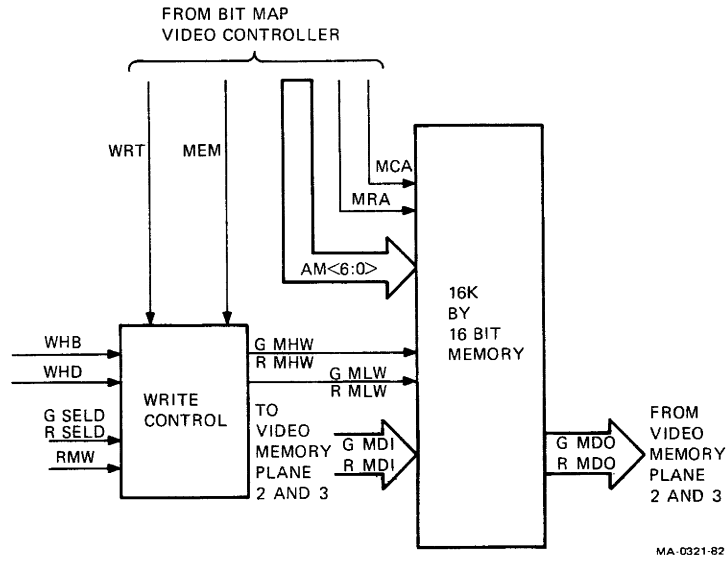 FROM BIT MAP
VIDEO CONTROLLER
WRT
MEM
MCA
MRA
AM<6:0>
16K
BY
16 BIT
MEMORY
WHB
WHD
G SELD
R SELD
RMW
WRITE
CONTROL
G MHW
R MHW
G MLW
R MLW
TO
VIDEO
MEMORY
PLANE
2 AND 3
G MDI
R MDI
G MDO
R MDO
FROM
VIDEO
MEMORY
PLANE
2 AND 3
MA-0321-82